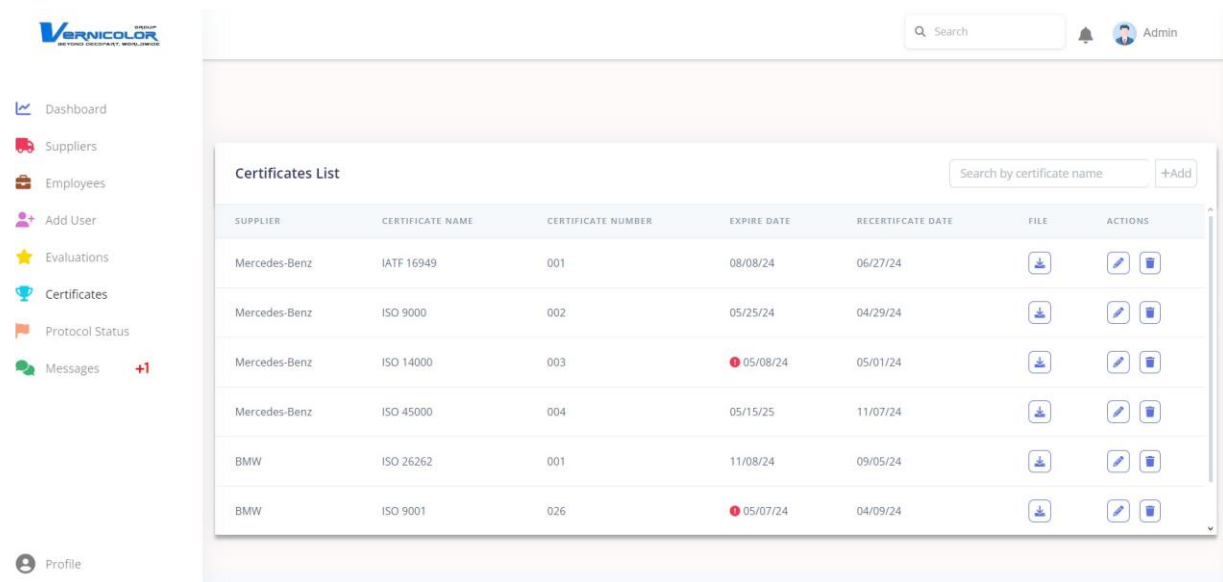 GROUP
VERNICOLOR
BEYOND DECOPART, WORLDWIDE
Search
Admin
Dashboard
Suppliers
Employees
Add User
Evaluations
Certificates
Protocol Status
Messages +1
Profile
Certificates List
Search by certificate name
+Add
SUPPLIER CERTIFICATE NAME CERTIFICATE NUMBER EXPIRE DATE RECERTIFCATE DATE FILE ACTIONS
Mercedes-Benz IATF 16949 001 08/08/24 06/27/24
Mercedes-Benz ISO 9000 002 05/25/24 04/29/24
Mercedes-Benz ISO 14000 003 05/08/24 05/01/24
Mercedes-Benz ISO 45000 004 05/15/25 11/07/24
BMW ISO 26262 001 11/08/24 09/05/24
BMW ISO 9001 026 05/07/24 04/09/24